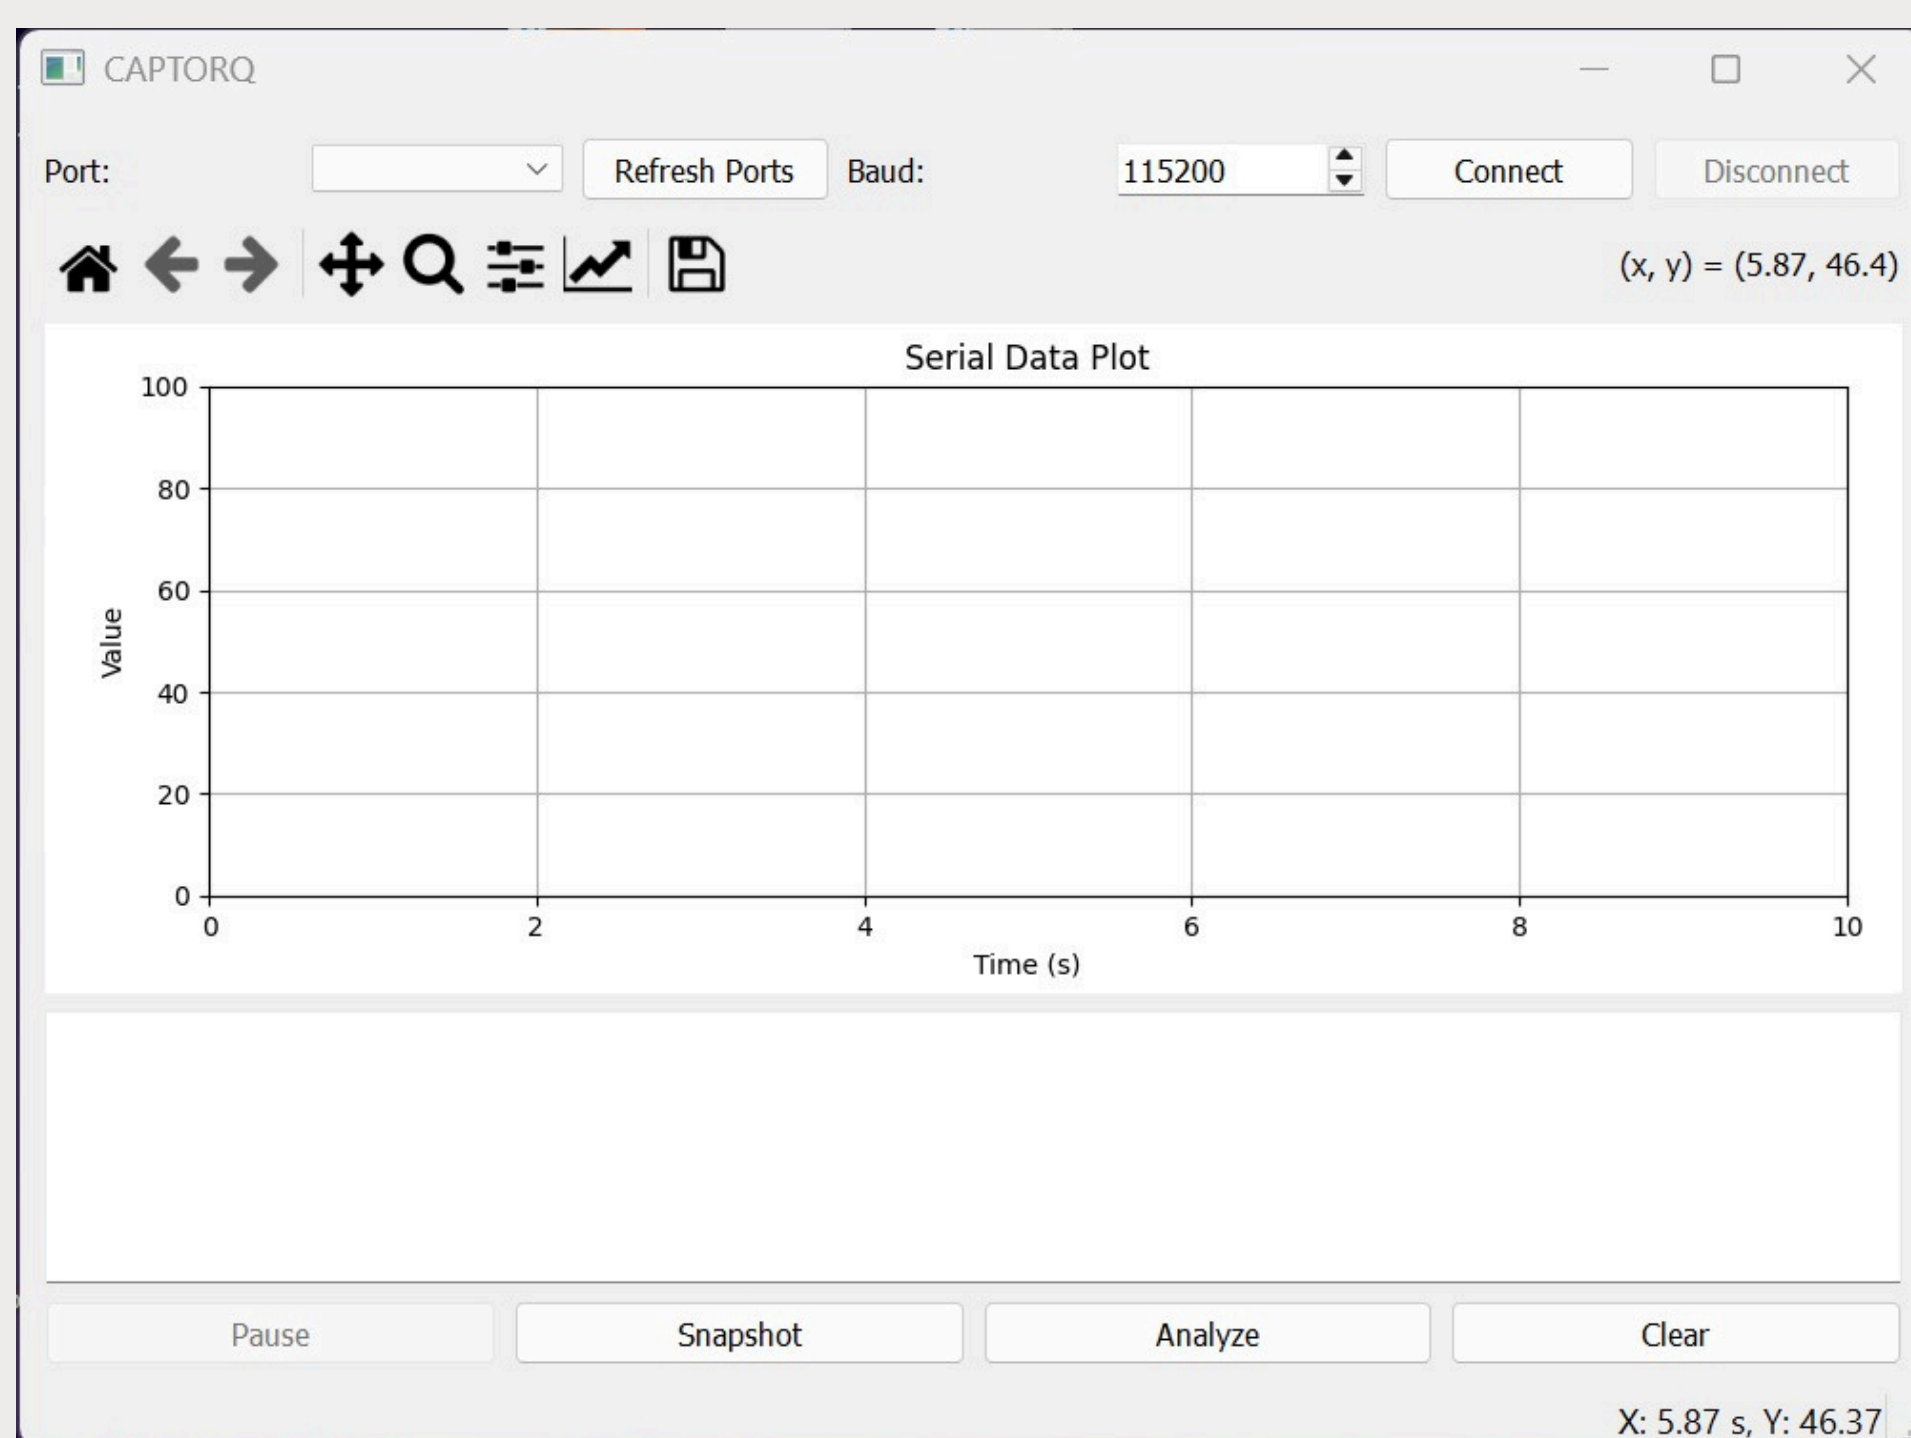 CAPTORQ
Port: Refresh Ports Baud: 115200 Connect Disconnect
(x, y) = (5.87, 46.4)
Serial Data Plot
100
80
60
40
20
0
Value
0 2 4 6 8 10
Time (s)
Pause Snapshot Analyze Clear
X: 5.87 s, Y: 46.37